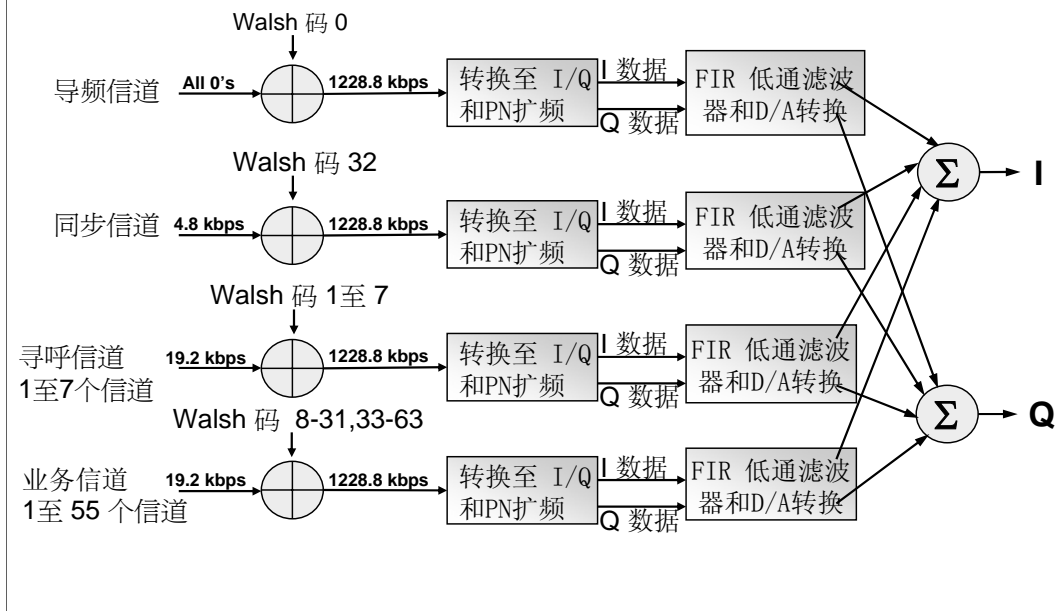 Walsh 码 0
导频信道
All 0's
1228.8 kbps
转换至 I/Q
和PN扩频
I 数据
Q 数据
FIR 低通滤波
器和D/A转换
Walsh 码 32
同步信道
4.8 kbps
1228.8 kbps
转换至 I/Q
和PN扩频
I 数据
Q 数据
FIR 低通滤波
器和D/A转换
Σ
I
Walsh 码 1至 7
寻呼信道
1至7个信道
19.2 kbps
1228.8 kbps
转换至 I/Q
和PN扩频
I 数据
Q 数据
FIR 低通滤波
器和D/A转换
Σ
Q
Walsh 码 8-31,33-63
业务信道
1至 55 个信道
19.2 kbps
1228.8 kbps
转换至 I/Q
和PN扩频
I 数据
Q 数据
FIR 低通滤波
器和D/A转换